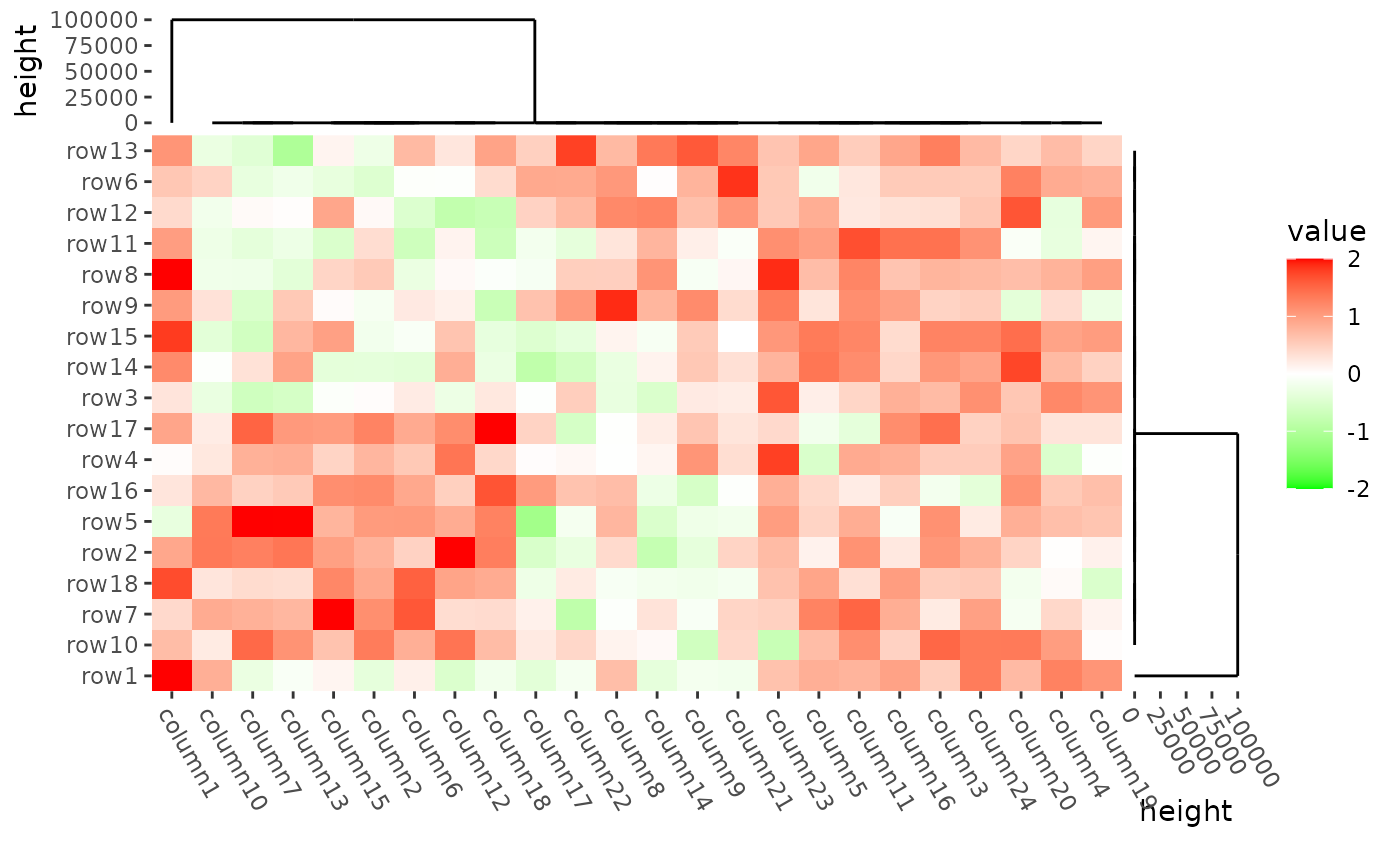 height
100000
75000
50000
25000
0
row13
row6
row12
row11
row8
row9
row15
row14
row3
row17
row4
row16
row5
row2
row18
row7
row10
row1
column1
column10
column7
column13
column15
column2
column6
column12
column18
column17
column22
column8
column14
column9
column21
column23
column5
column11
column16
column3
column24
column20
column4
column19
0
25000
50000
75000
100000
height
value
2
1
0
-1
-2